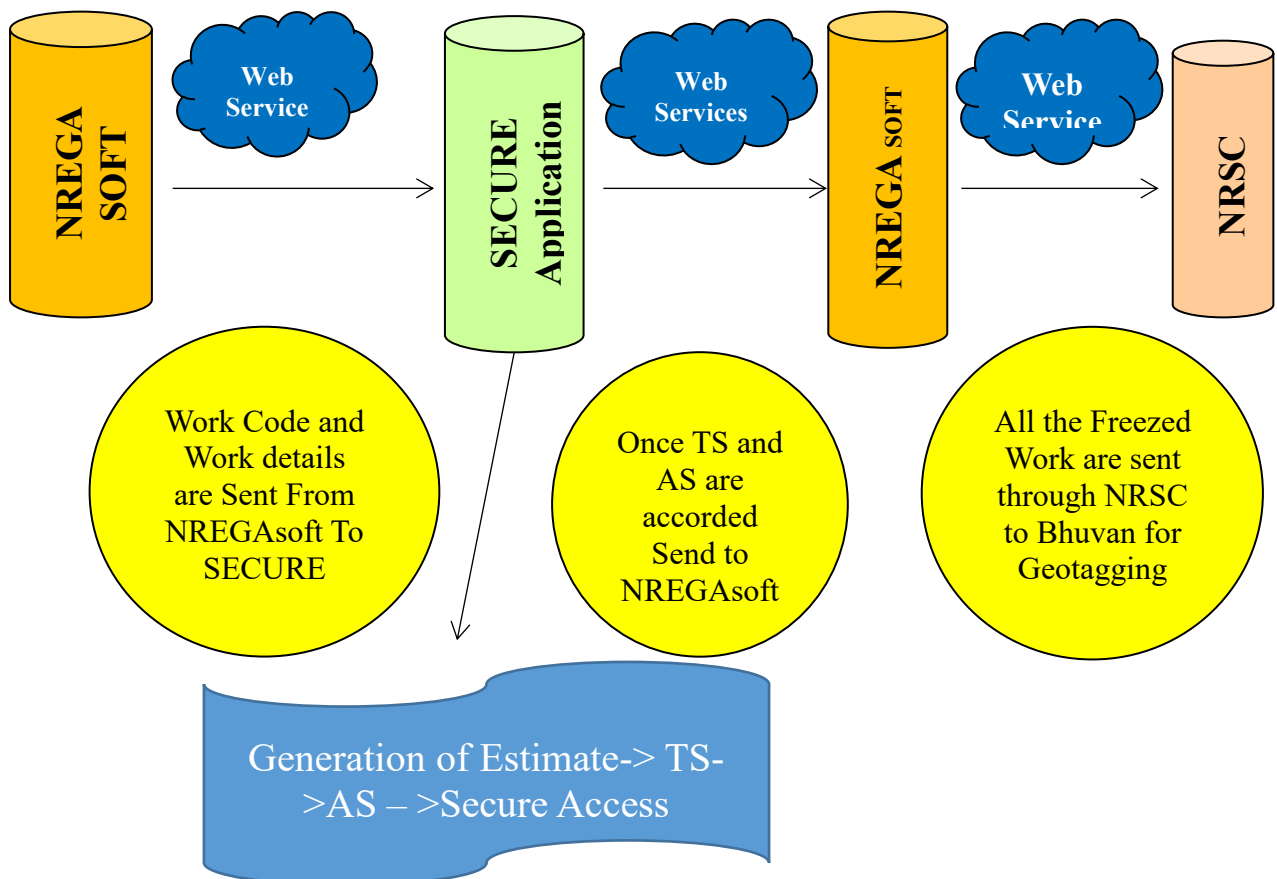 NREGA
SOFT
Web
Service
SECURE
Application
Web
Services
NREGA SOFT
Web
Service
NRSC
Work Code and
Work details
are Sent From
NREGAsoft To
SECURE
Once TS and
AS are
accorded
Send to
NREGAsoft
All the Freezed
Work are sent
through NRSC
to Bhuvan for
Geotagging
Generation of Estimate-> TS-
>AS – >Secure Access